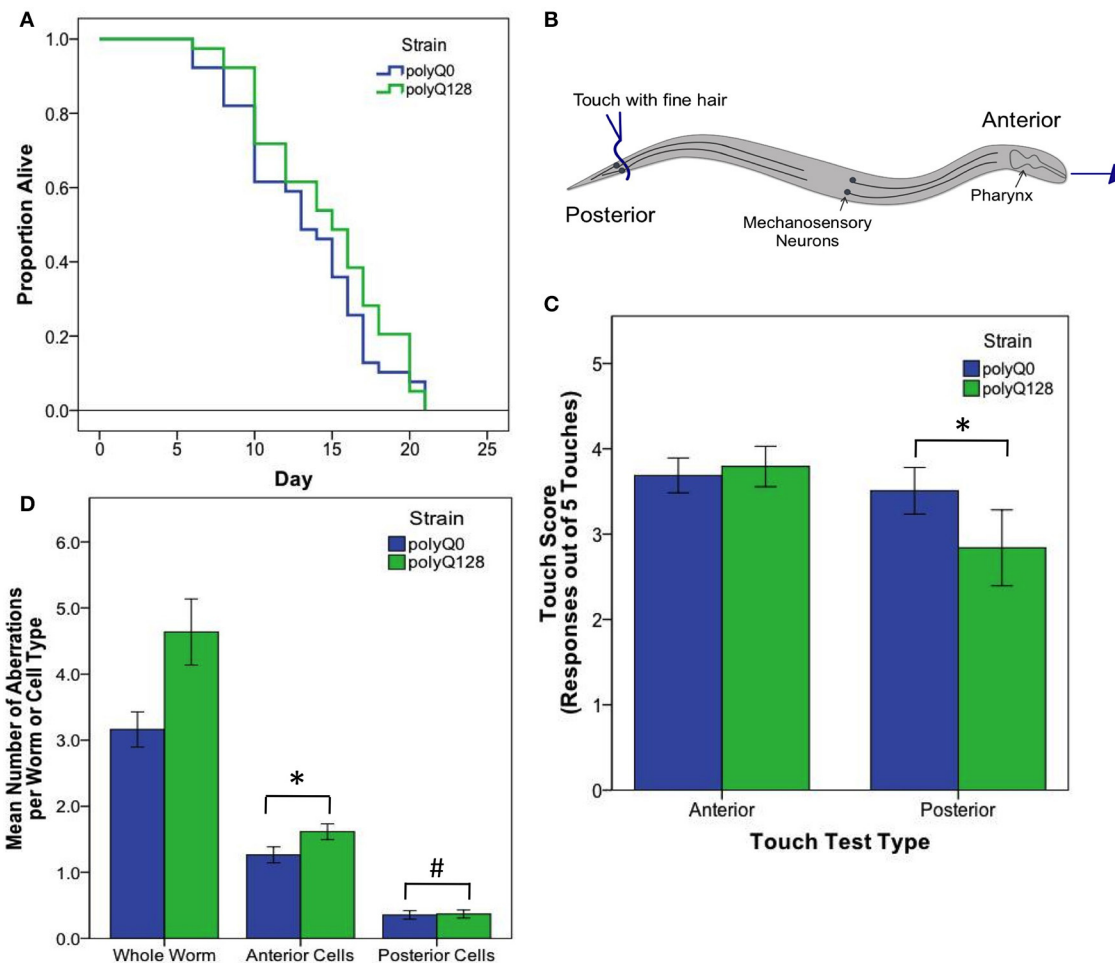 A
Proportion Alive
1.0
0.8
0.6
0.4
0.2
0.0
0
5
10
15
20
25
Day
Strain
polyQ0
polyQ128
B
Touch with fine hair
Anterior
Posterior
Mechanosensory
Neurons
Pharynx
C
Touch Score
(Responses out of 5 Touches)
5
4
3
2
1
0
Strain
polyQ0
polyQ128
*
Anterior
Posterior
Touch Test Type
D
Mean Number of Aberrations
per Worm or Cell Type
6.0
5.0
4.0
3.0
2.0
1.0
0.0
Strain
polyQ0
polyQ128
*
#
Whole Worm
Anterior Cells
Posterior Cells